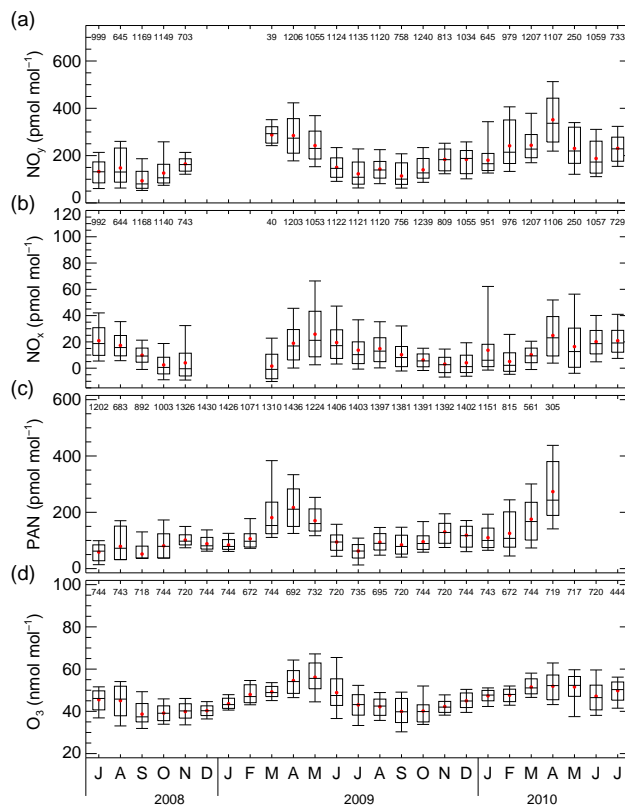 (a)
999 645 1169 1149 703 39 1206 1055 1124 1135 1120 758 1240 813 1034 645 979 1207 1107 250 1059 733
600
400
200
0
NOy (pmol mol−1)
(b)
992 644 1168 1140 743 40 1203 1053 1122 1121 1120 756 1239 809 1055 951 976 1207 1106 250 1057 729
120
100
80
60
40
20
0
NOx (pmol mol−1)
(c)
1202 683 892 1003 1326 1430 1426 1071 1310 1436 1224 1406 1403 1397 1381 1391 1392 1402 1151 815 561 305
600
400
200
0
PAN (pmol mol−1)
(d)
744 743 718 744 720 744 744 672 744 692 732 720 735 695 720 744 720 744 743 672 744 719 717 720 444
100
80
60
40
20
O3 (nmol mol−1)
J A S O N D J F M A M J J A S O N D J F M A M J J
2008 2009 2010